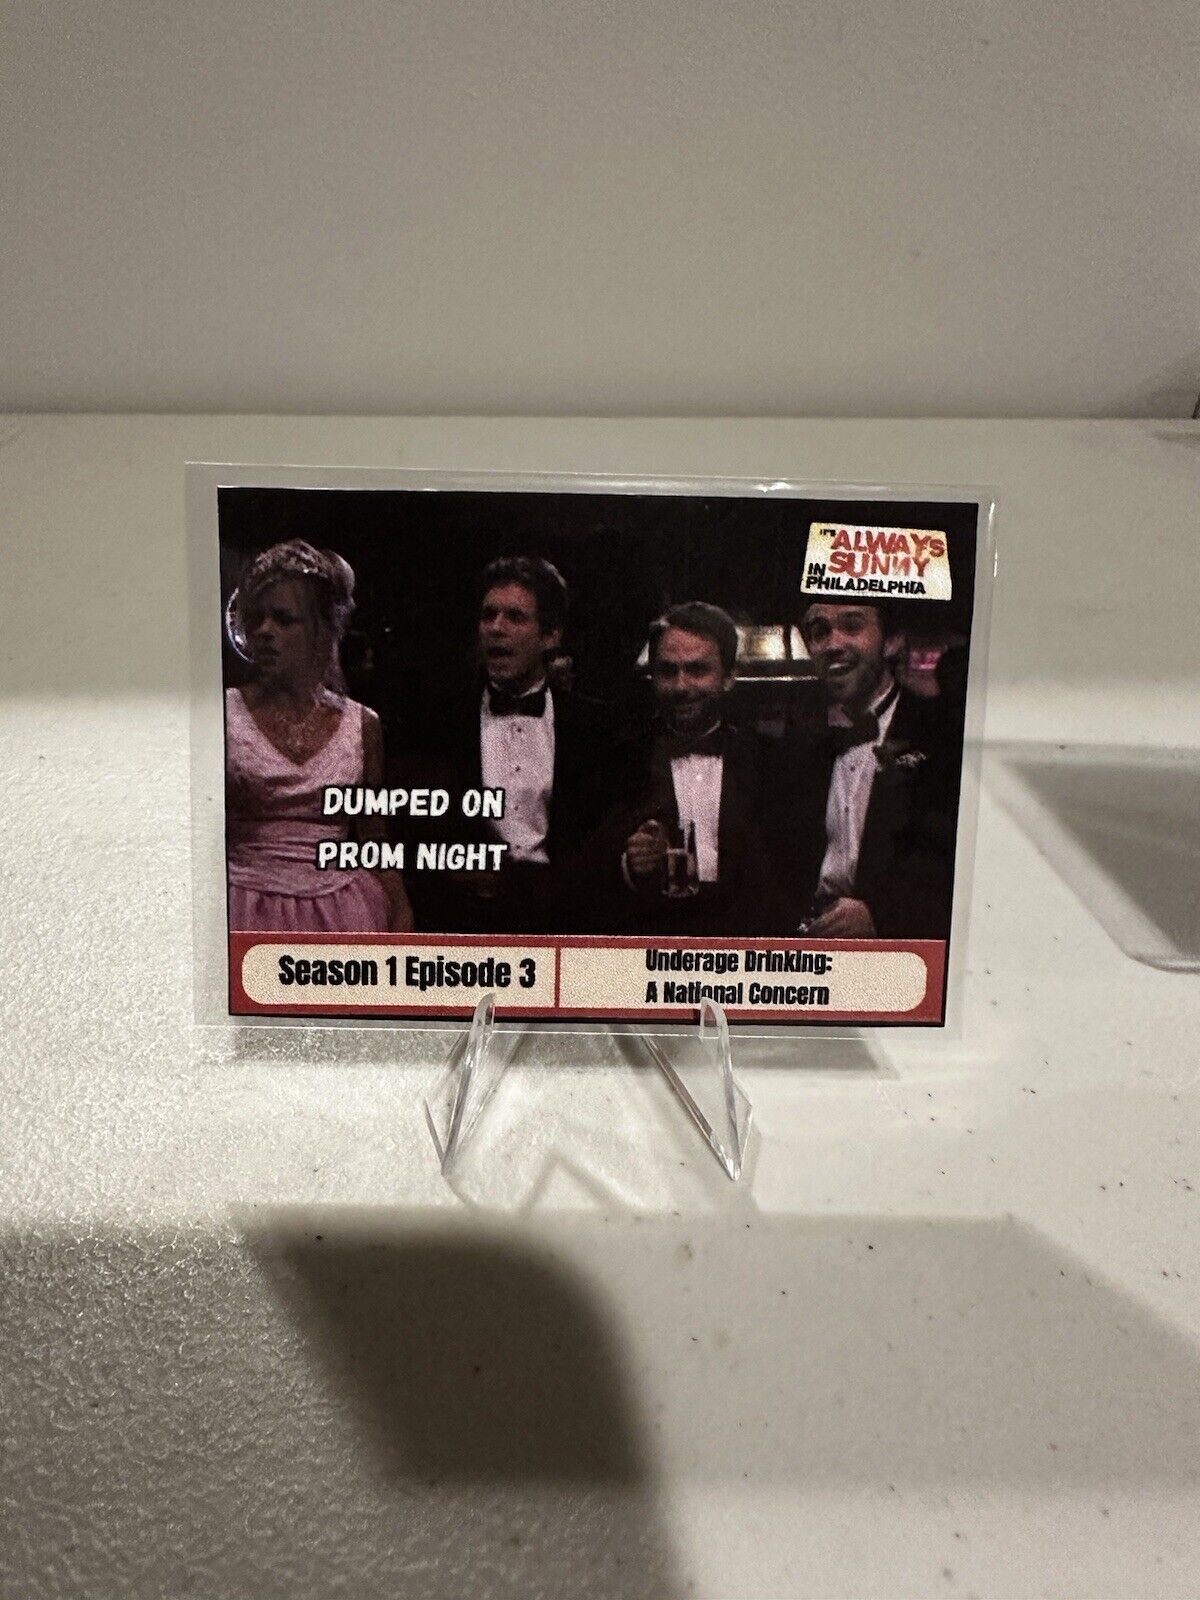 IT'S
ALWAYS
SUNNY
IN
PHILADELPHIA
DUMPED ON
PROM NIGHT
Season 1 Episode 3
Underage Drinking:
A National Concern